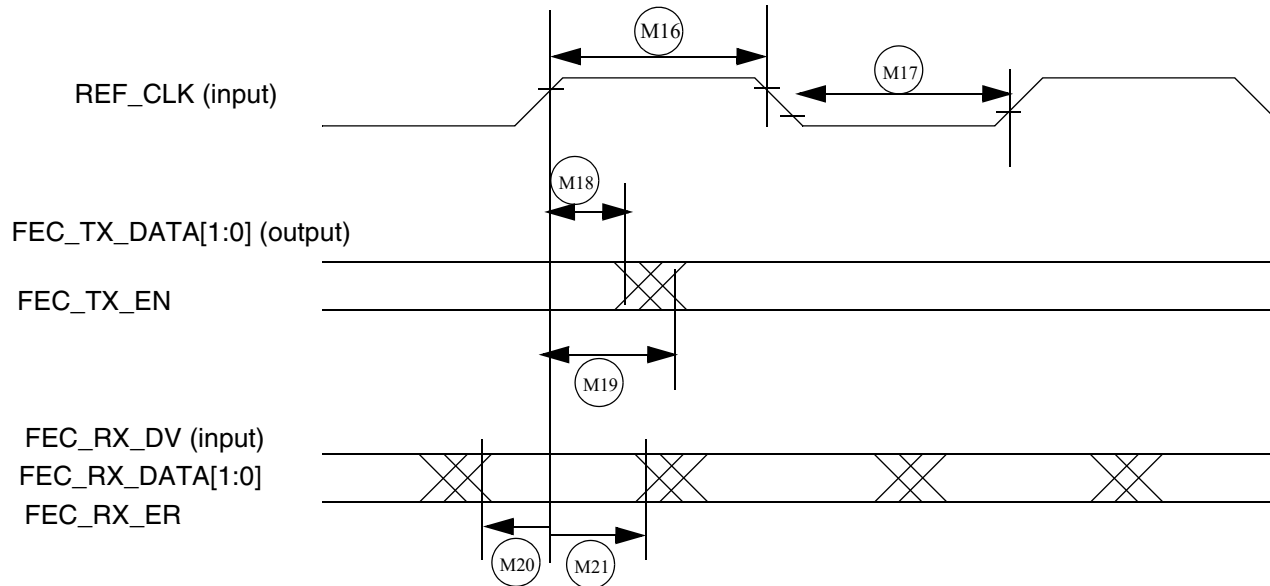 M16
M17
REF_CLK (input)
M18
FEC_TX_DATA[1:0] (output)
FEC_TX_EN
M19
FEC_RX_DV (input)
FEC_RX_DATA[1:0]
FEC_RX_ER
M20
M21